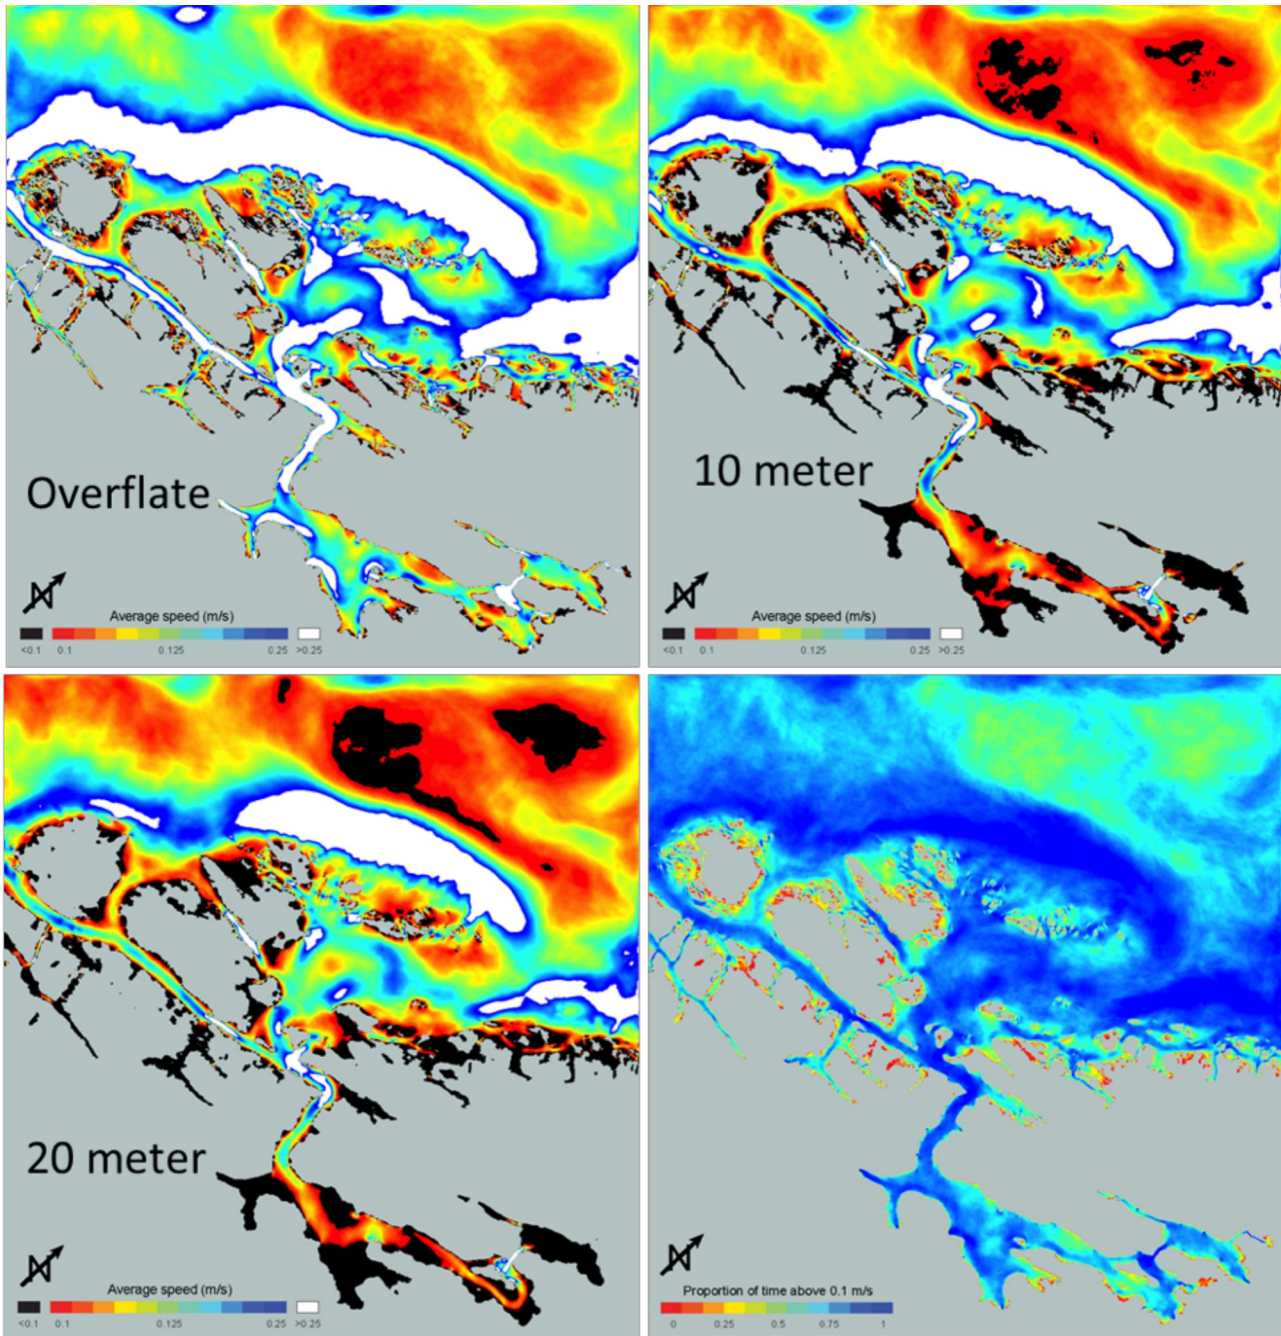 Overflate
N
Average speed (m/s)
<0.1 0.1 0.125 0.25 >0.25
10 meter
N
Average speed (m/s)
<0.1 0.1 0.125 0.25 >0.25
20 meter
N
Average speed (m/s)
<0.1 0.1 0.125 0.25 >0.25
N
Proportion of time above 0.1 m/s
0 0.25 0.5 0.75 1